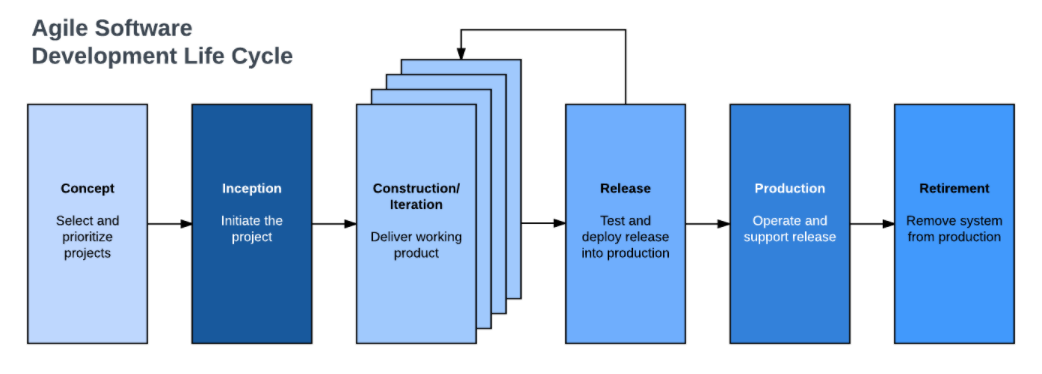 Agile Software
Development Life Cycle
Concept
Select and
prioritize
projects
Inception
Initiate the
project
Construction/
Iteration
Deliver working
product
Release
Test and
deploy release
into production
Production
Operate and
support release
Retirement
Remove system
from production